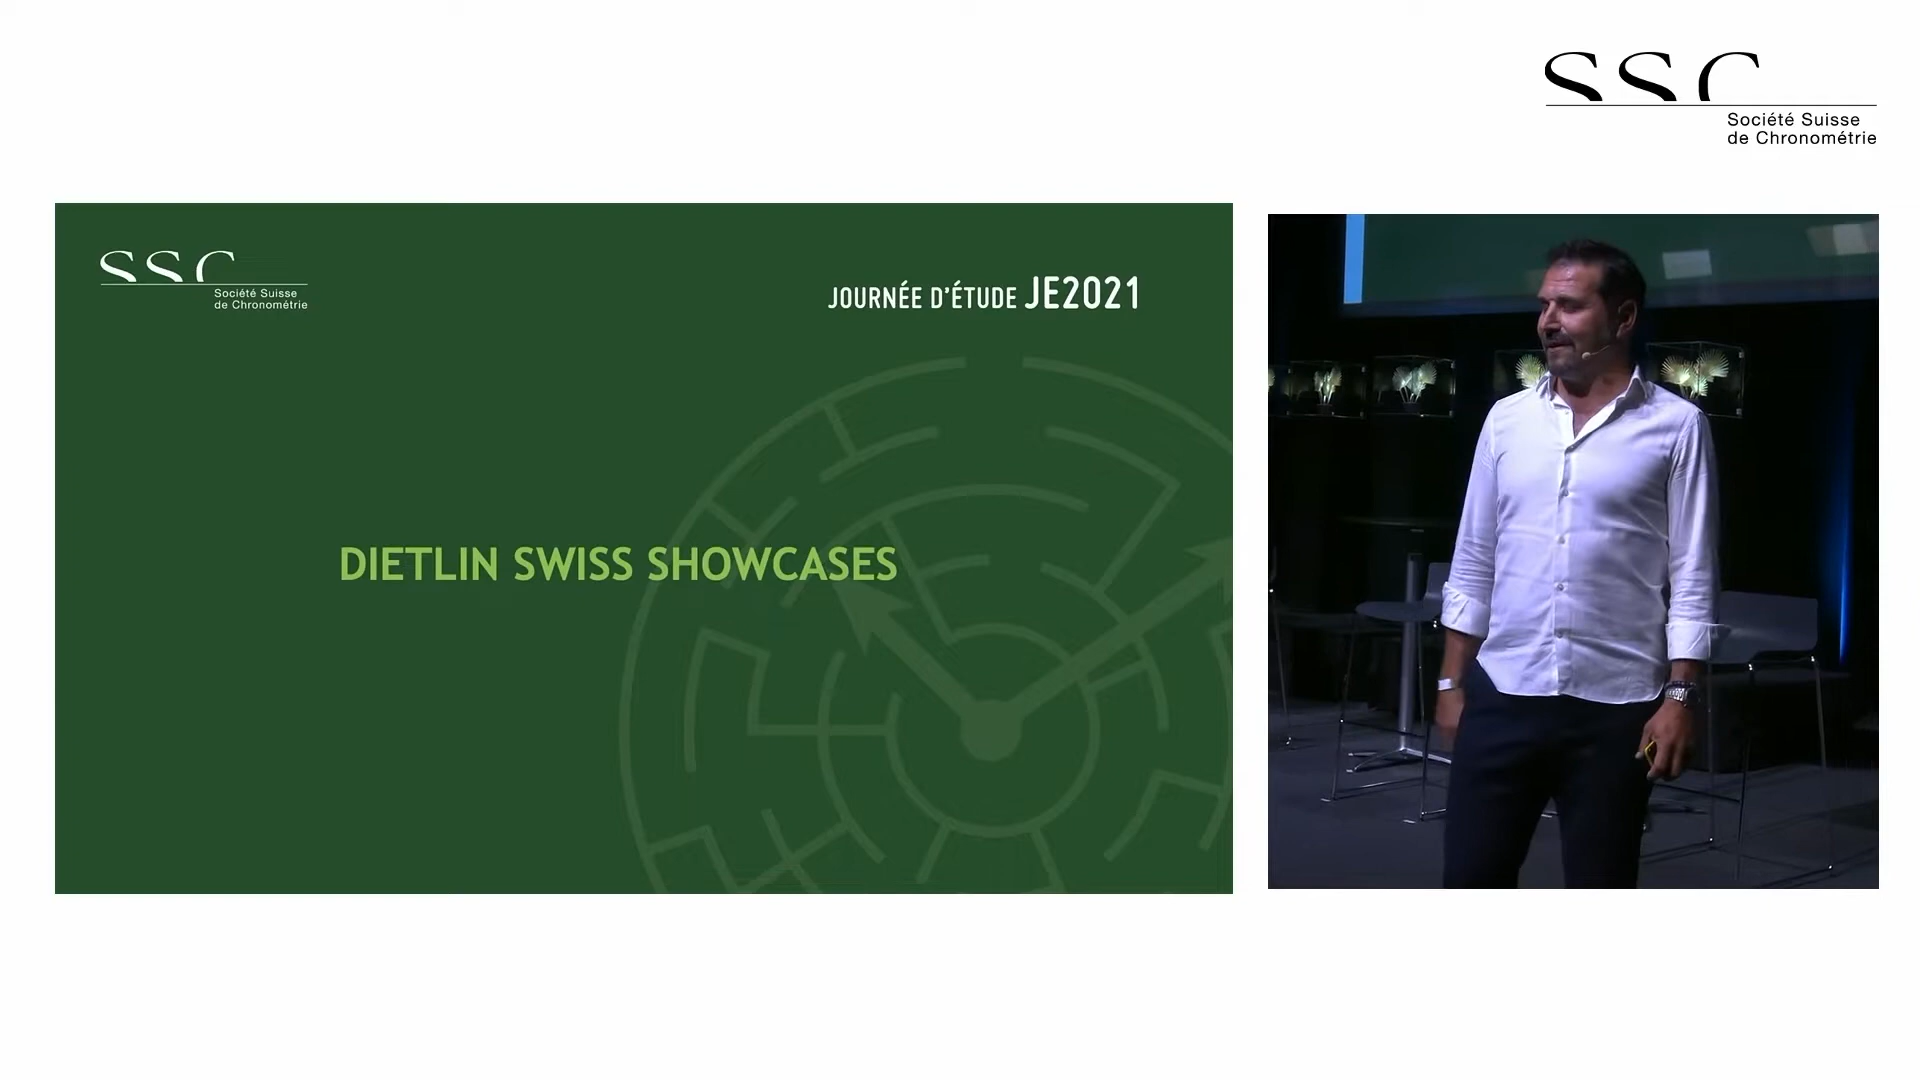 SSC
Société Suisse
de Chronométrie
SSC
Société Suisse
de Chronométrie
JOURNÉE D'ÉTUDE JE2021
DIETLIN SWISS SHOWCASES